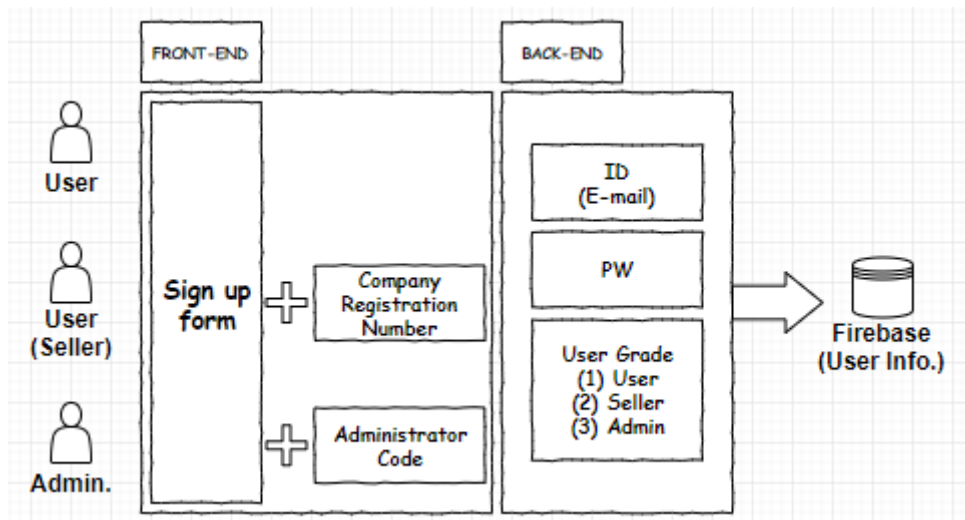 FRONT-END
BACK-END
User
User
(Seller)
Admin.
Sign up
form
Company
Registration
Number
Administrator
Code
ID
(E-mail)
PW
User Grade
(1) User
(2) Seller
(3) Admin
Firebase
(User Info.)